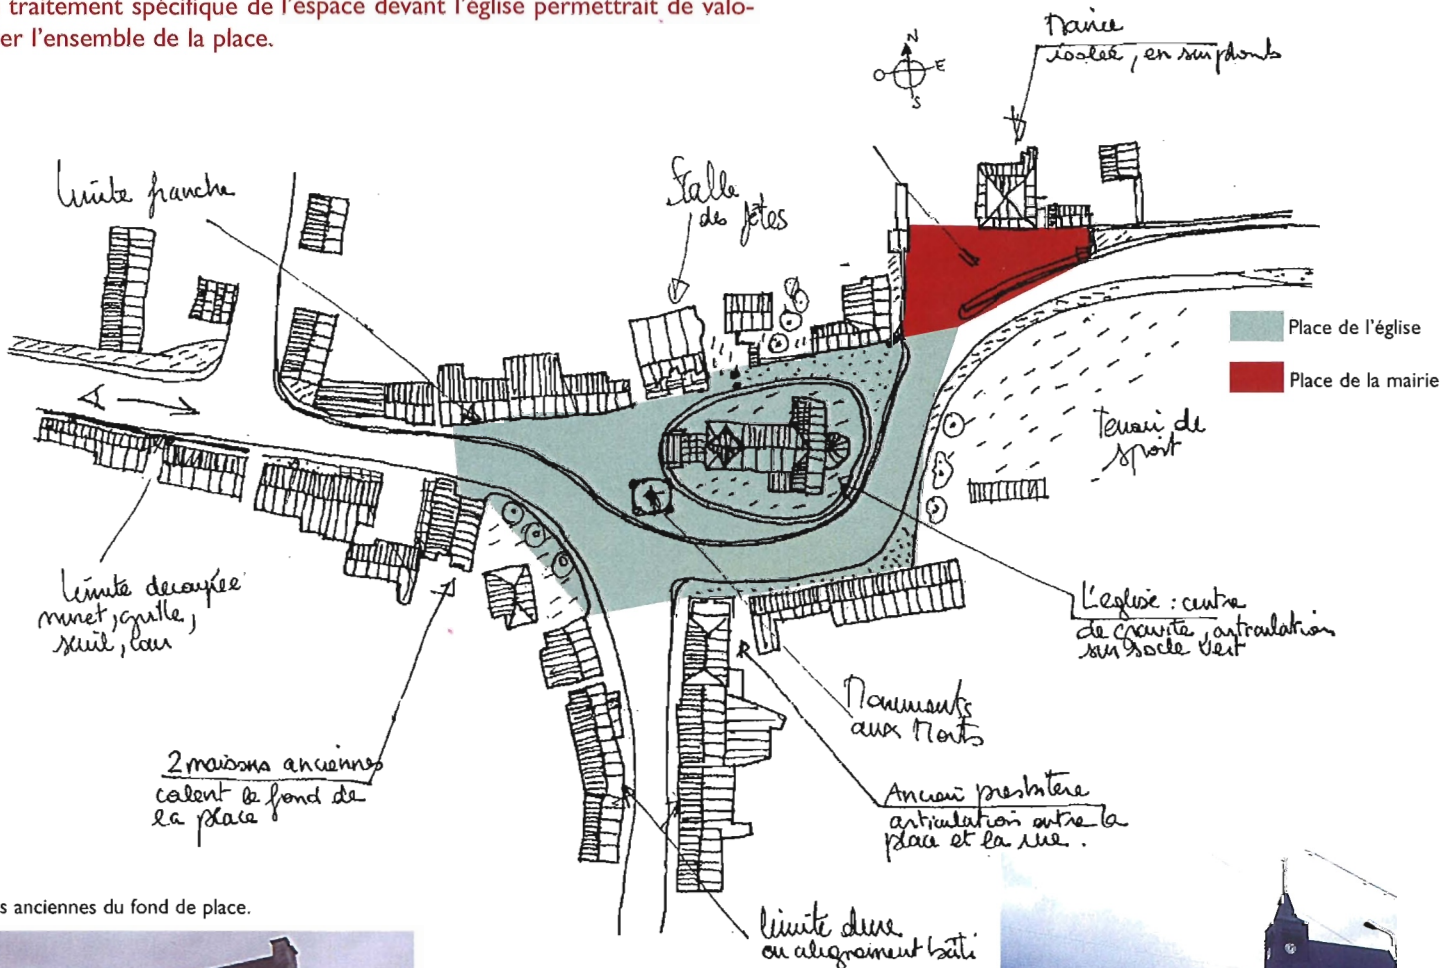 traitement spécifique de l'espace devant l'église permettrait de valo-
er l'ensemble de la place.
N
O E
S
Mairie
isolée, en surplomb
limite franche
Salle
des fêtes
Place de l'église
Place de la mairie
terrain de
sport
limite découpée
muret, grille,
seuil, cour
L'eglise : centre
de gravité, articulation
sur socle vert
Monuments
aux Morts
2 maisons anciennes
calent le fond de
la place
Ancien presbitère
articulation entre la
place et la rue.
s anciennes du fond de place.
limite dure
ou alignement bâti